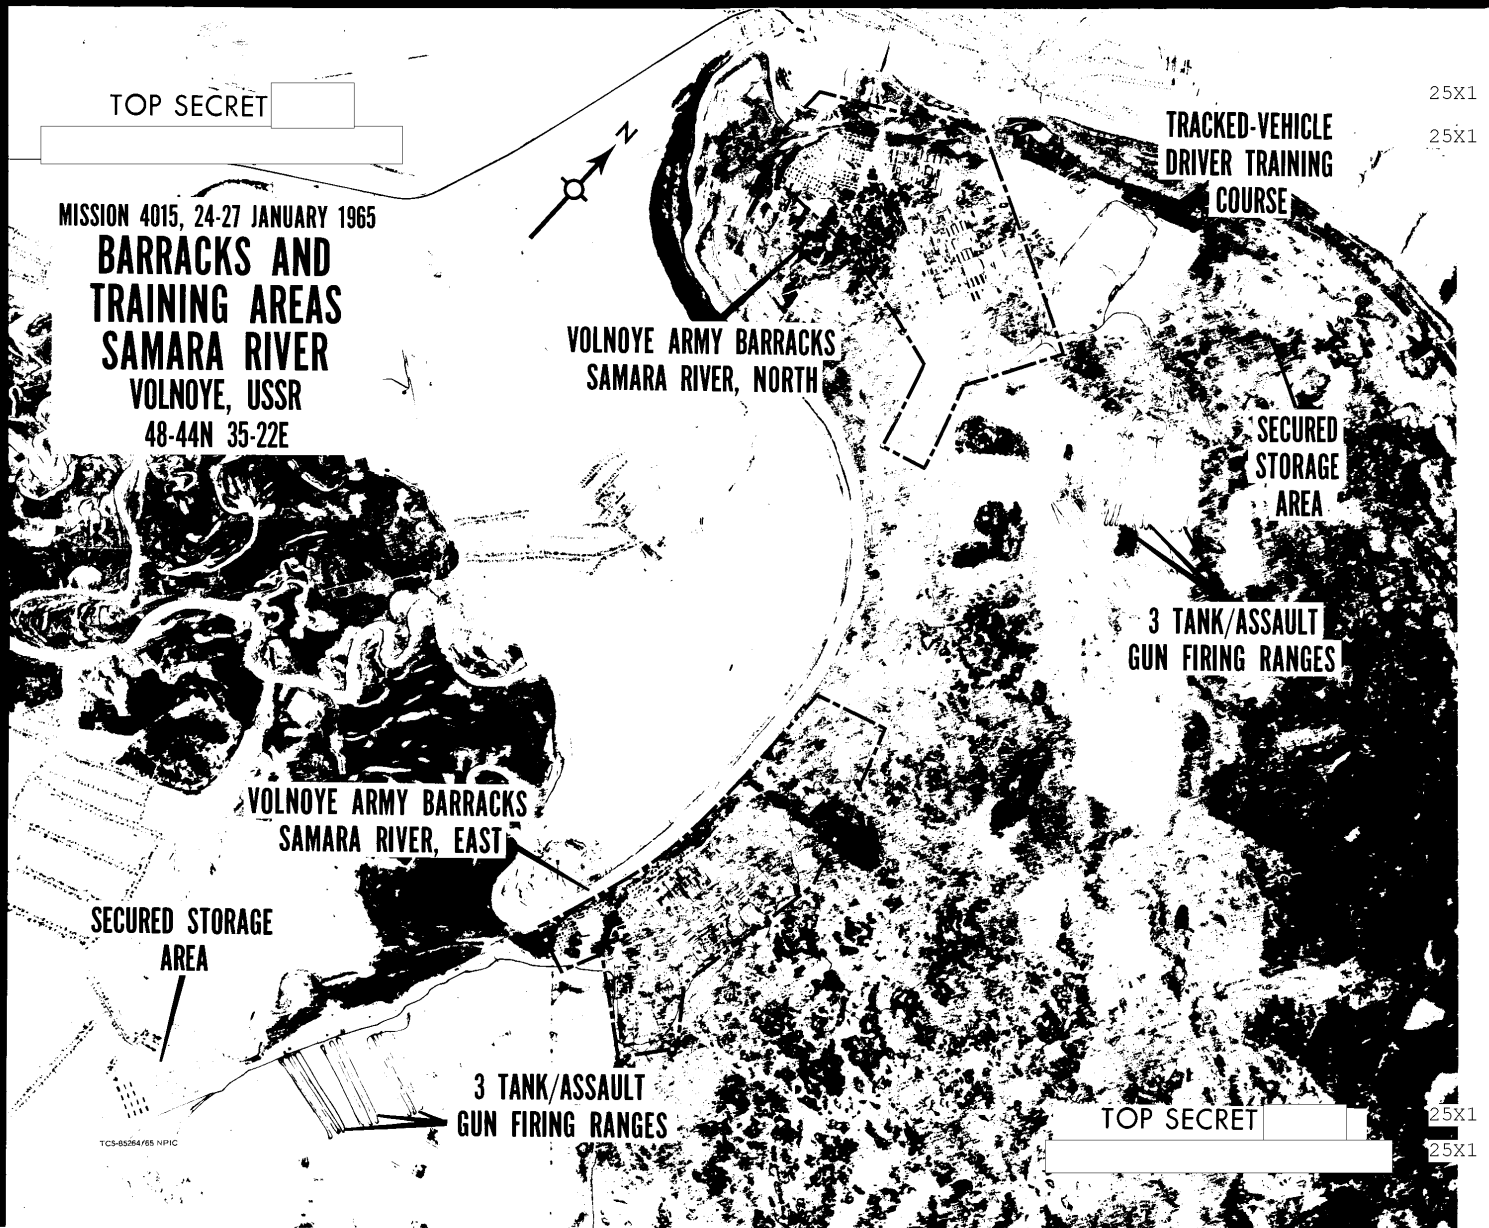 TOP SECRET
25X1
25X1
TRACKED-VEHICLE
DRIVER TRAINING
COURSE
N
MISSION 4015, 24-27 JANUARY 1965
BARRACKS AND
TRAINING AREAS
SAMARA RIVER
VOLNOYE, USSR
48-44N 35-22E
VOLNOYE ARMY BARRACKS
SAMARA RIVER, NORTH
SECURED
STORAGE
AREA
3 TANK/ASSAULT
GUN FIRING RANGES
VOLNOYE ARMY BARRACKS
SAMARA RIVER, EAST
SECURED STORAGE
AREA
3 TANK/ASSAULT
GUN FIRING RANGES
TCS-85264/65 NPIC
TOP SECRET
25X1
25X1